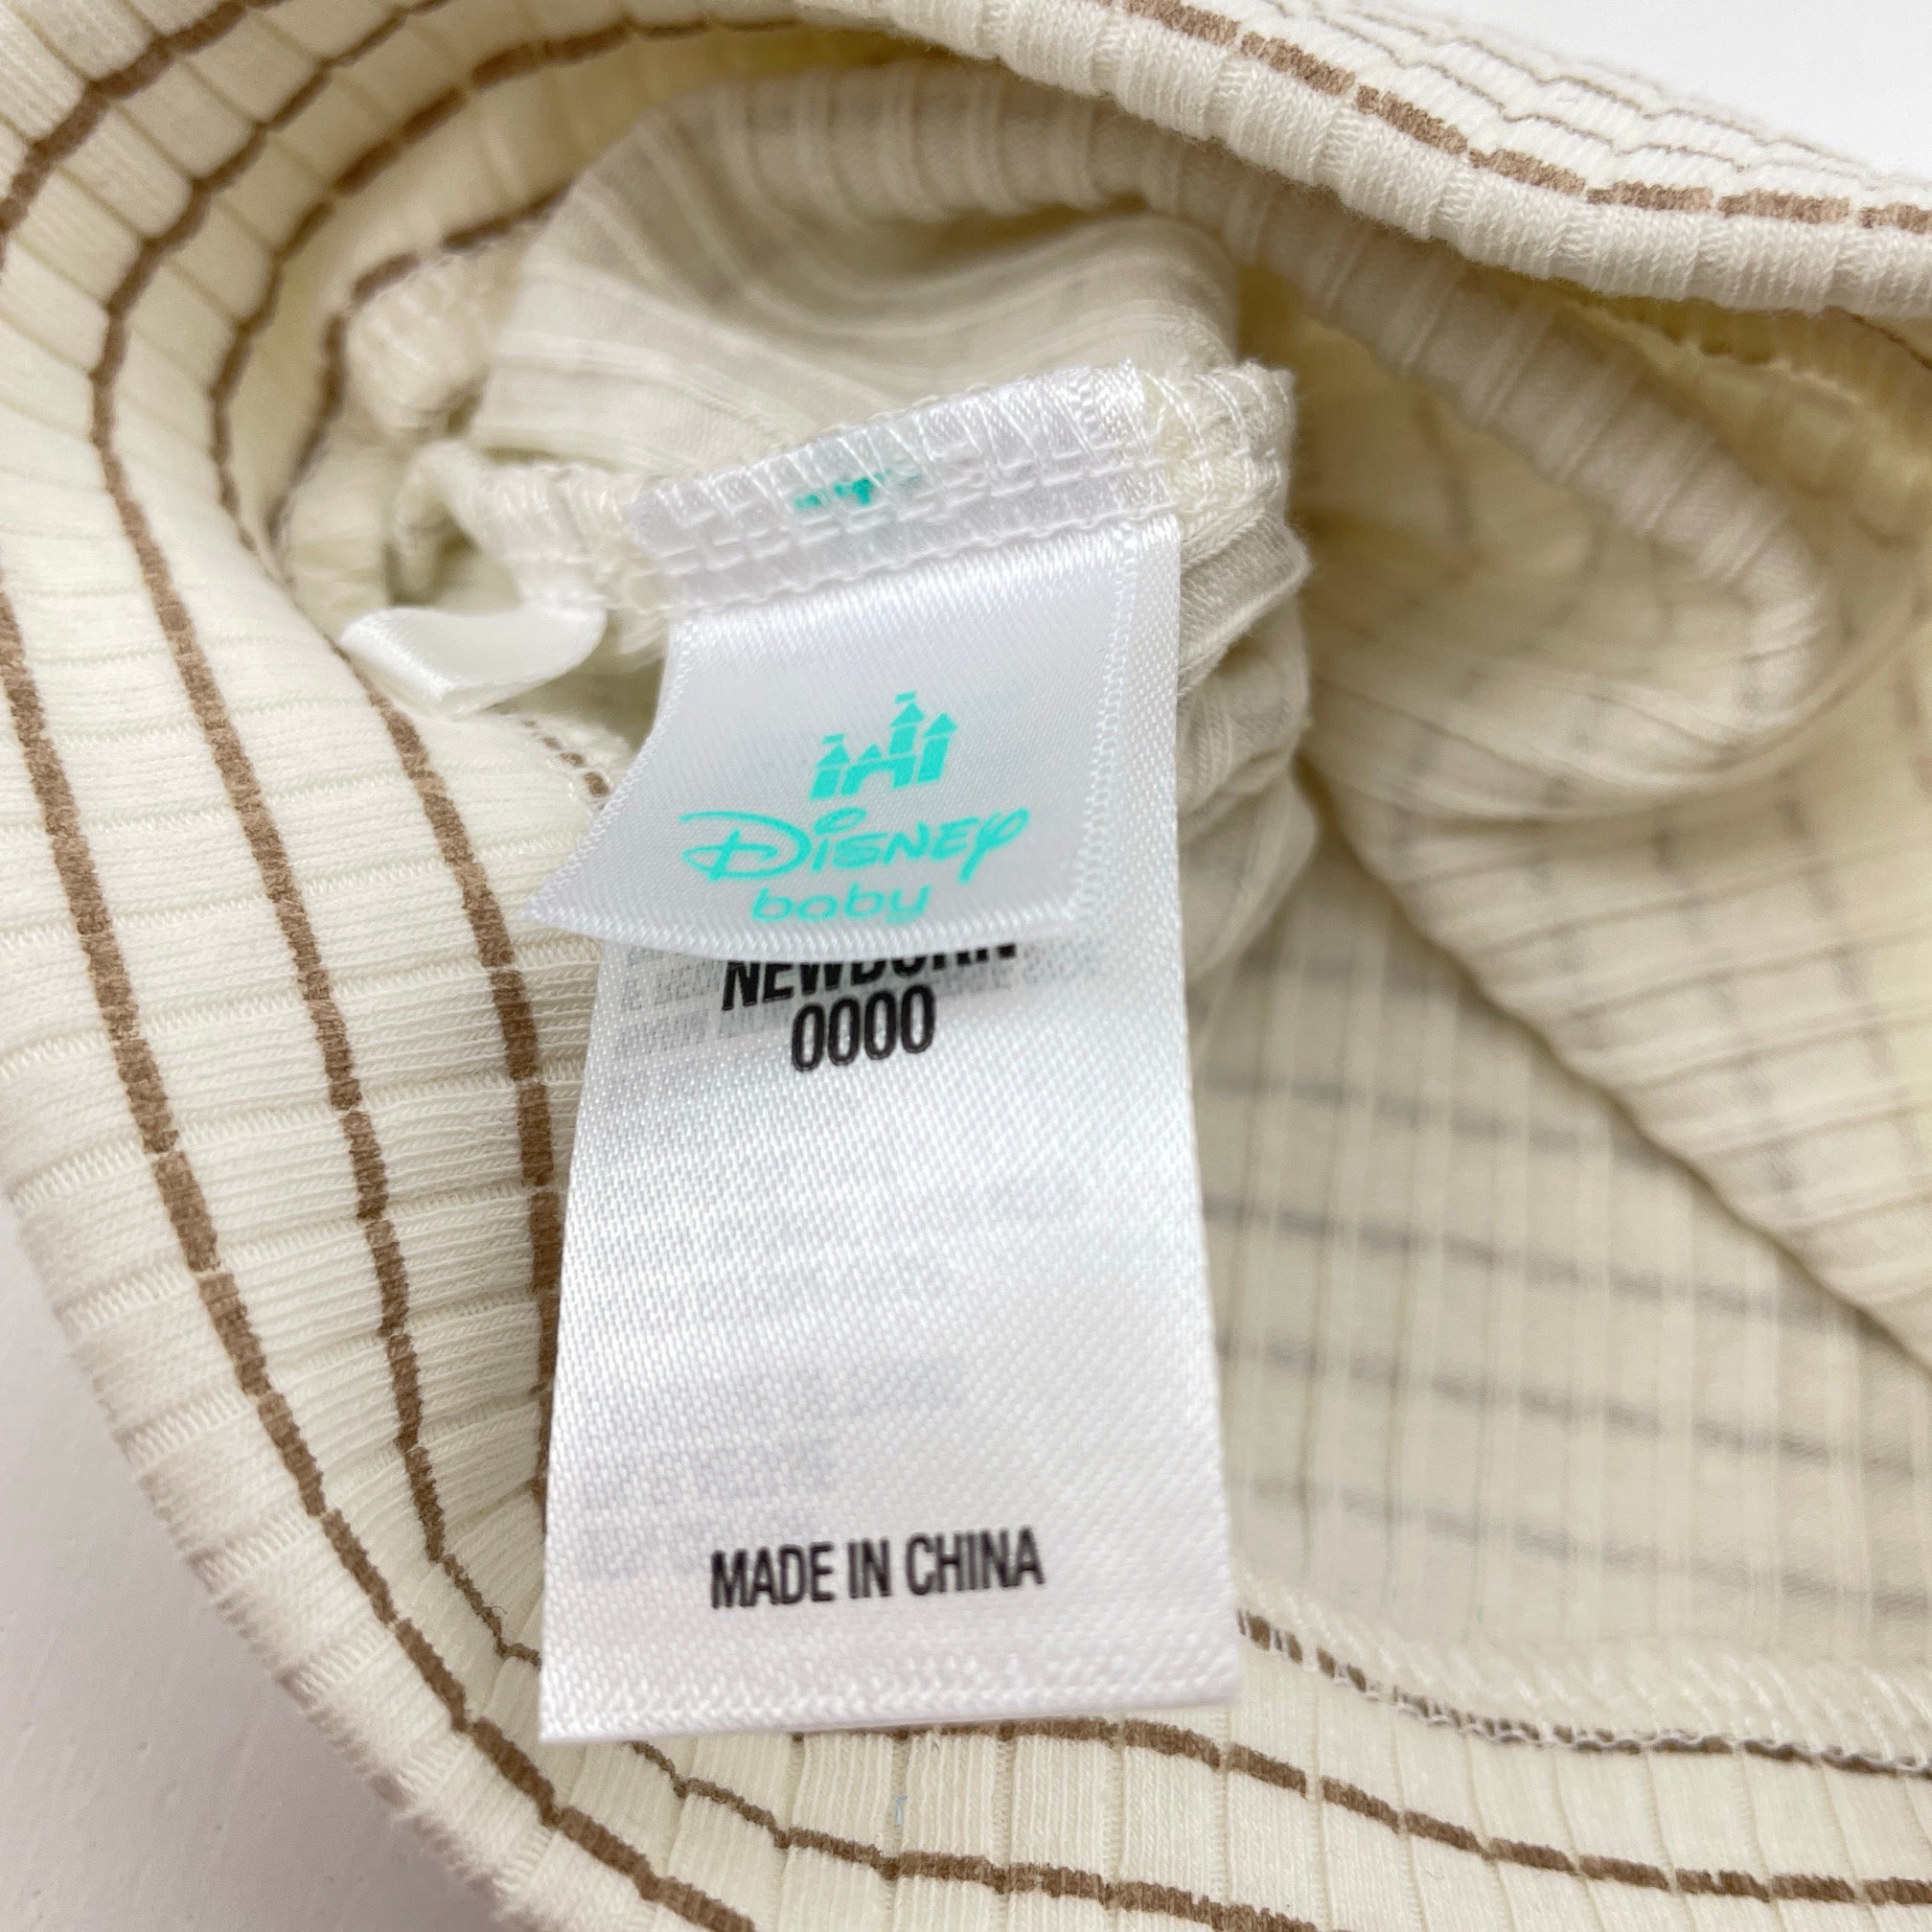 Disney
baby
NEWBORN
0000
MADE IN CHINA